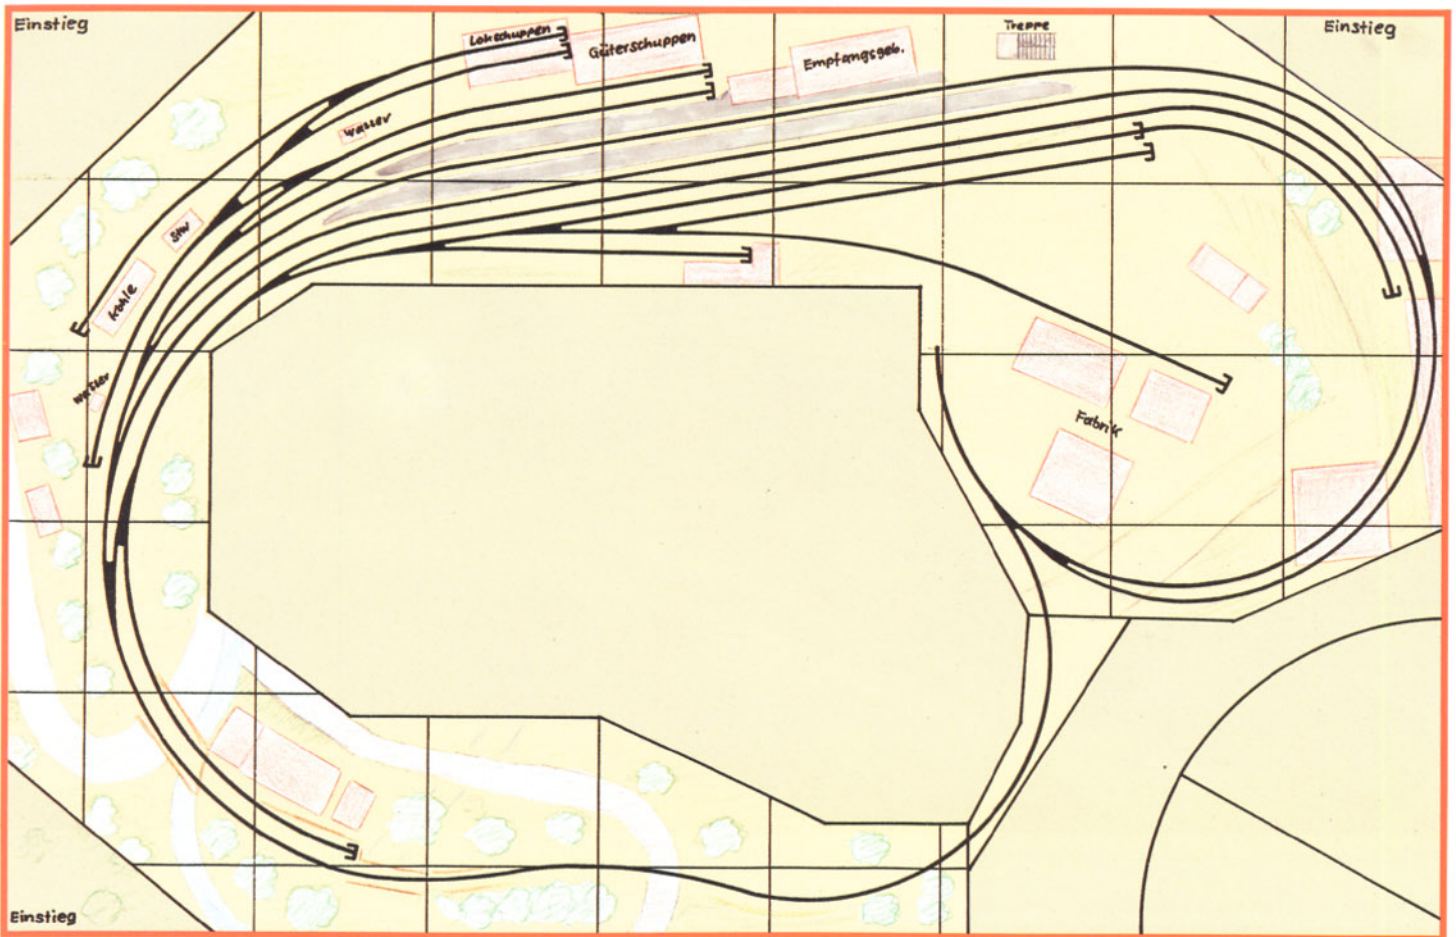 Einstieg
Lokschuppen
Güterschuppen
Empfangsgeb.
Treppe
Einstieg
Wasser
Stw
Kohle
Wasser
Fabrik
Einstieg